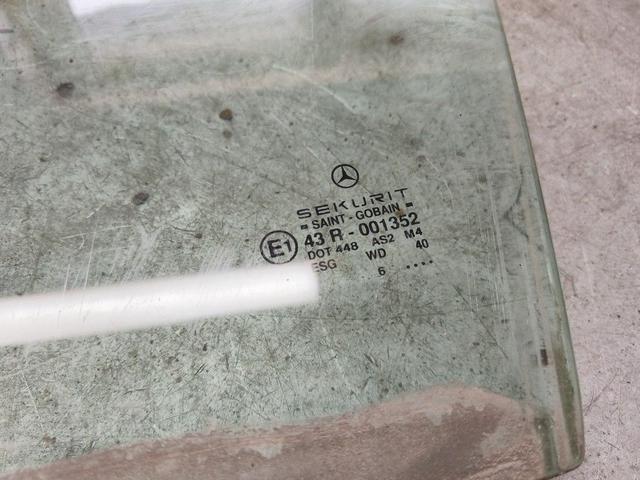 SEKURIT
SAINT - GOBAIN
E1 43 R - 001352
DOT 448 AS2 M4
ESG WD 40
6 ....